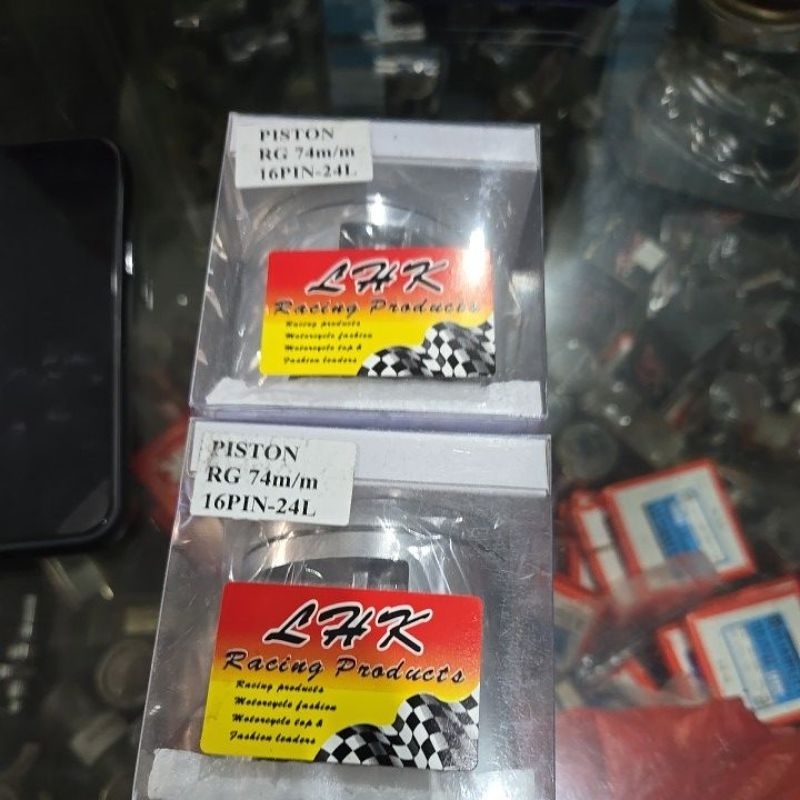 PISTON
RG 74m/m
16PIN-24L
LHK
Racing Products
Racing products
Motorcycle fashion
Motorcycle top &
Fashion leaders
PISTON
RG 74m/m
16PIN-24L
LHK
Racing Products
Racing products
Motorcycle fashion
Motorcycle top &
Fashion leaders